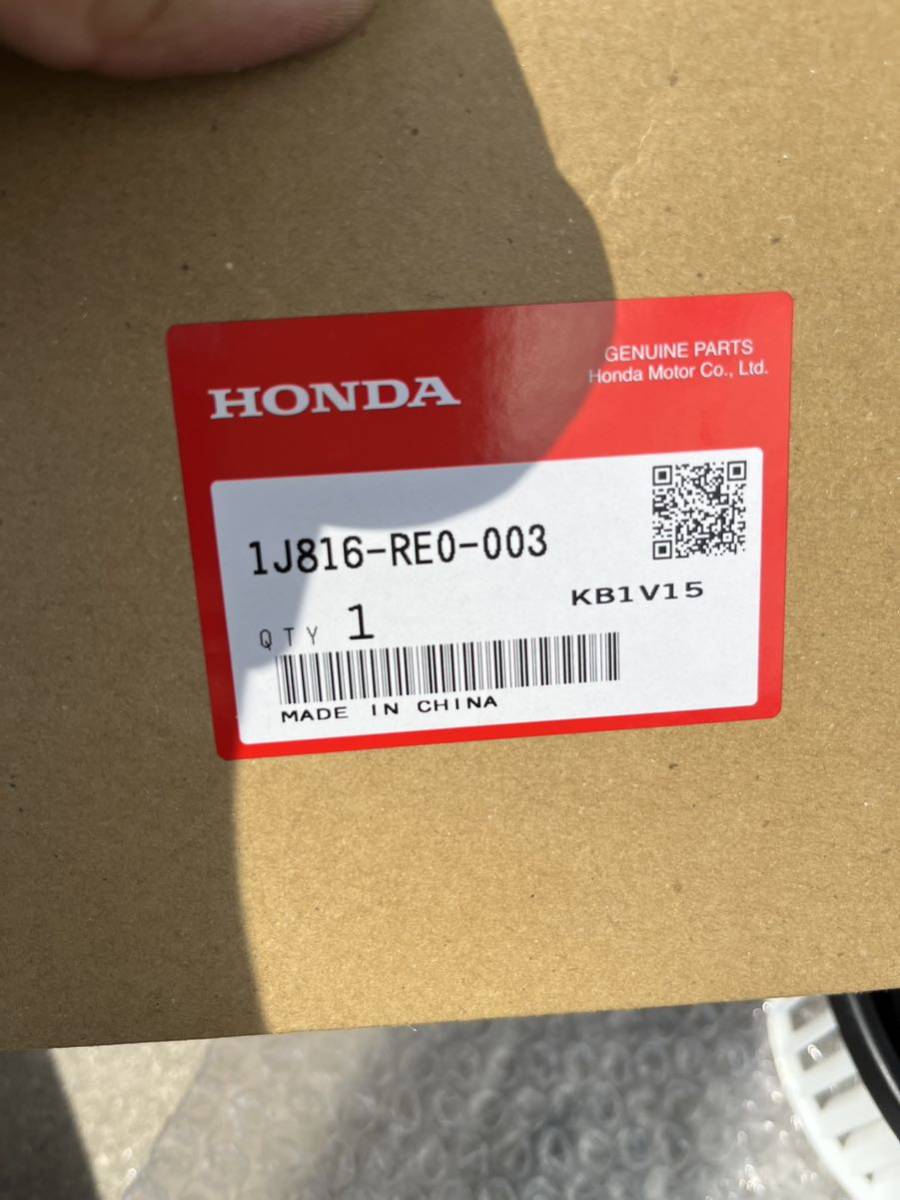 HONDA
GENUINE PARTS
Honda Motor Co., Ltd.
1J816-RE0-003
KB1V15
QTY 1
MADE IN CHINA